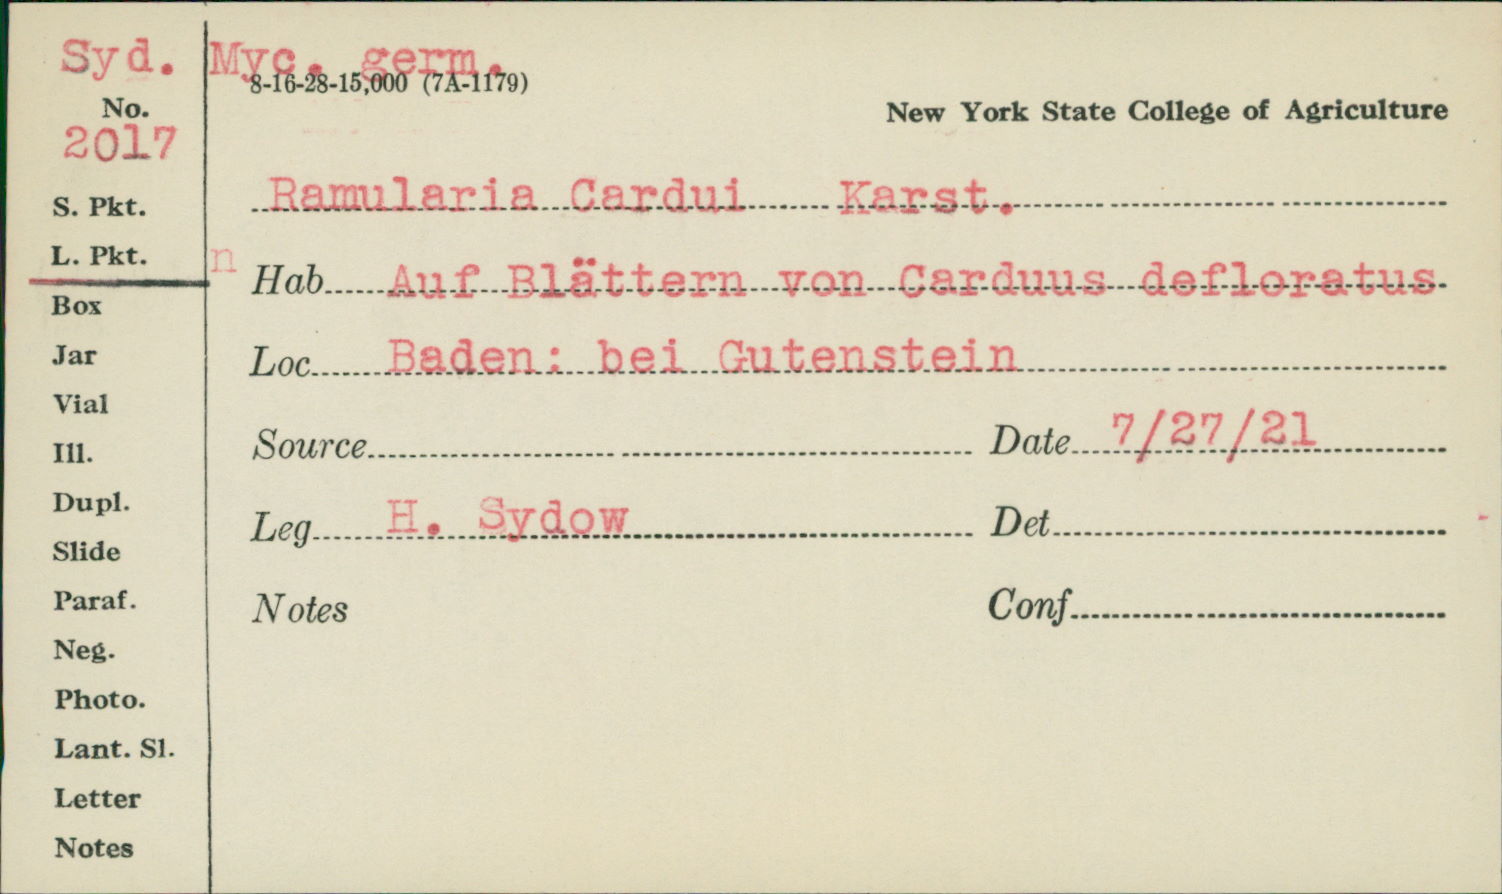 Syd. Myc. germ.
8-16-28-15,000 (7A-1179)
No.
2017
New York State College of Agriculture
Ramularia Cardui Karst.
S. Pkt.
L. Pkt.
n
Hab Auf Blättern von Carduus defloratus
Box
Jar
Loc Baden: bei Gutenstein
Vial
Ill.
Source Date 7/27/21
Dupl.
Leg H. Sydow Det
Slide
Paraf.
Notes Conf
Neg.
Photo.
Lant. Sl.
Letter
Notes